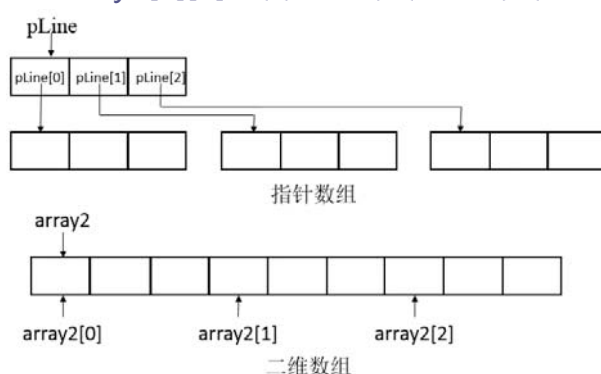 pLine
pLine[0] pLine[1] pLine[2]
指针数组
array2
array2[0] array2[1] array2[2]
二维数组